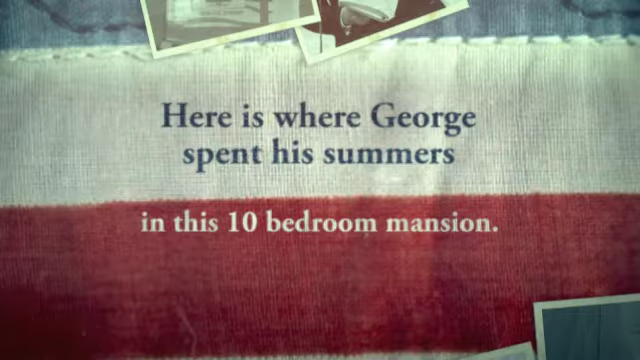 Here is where George
spent his summers
in this 10 bedroom mansion.